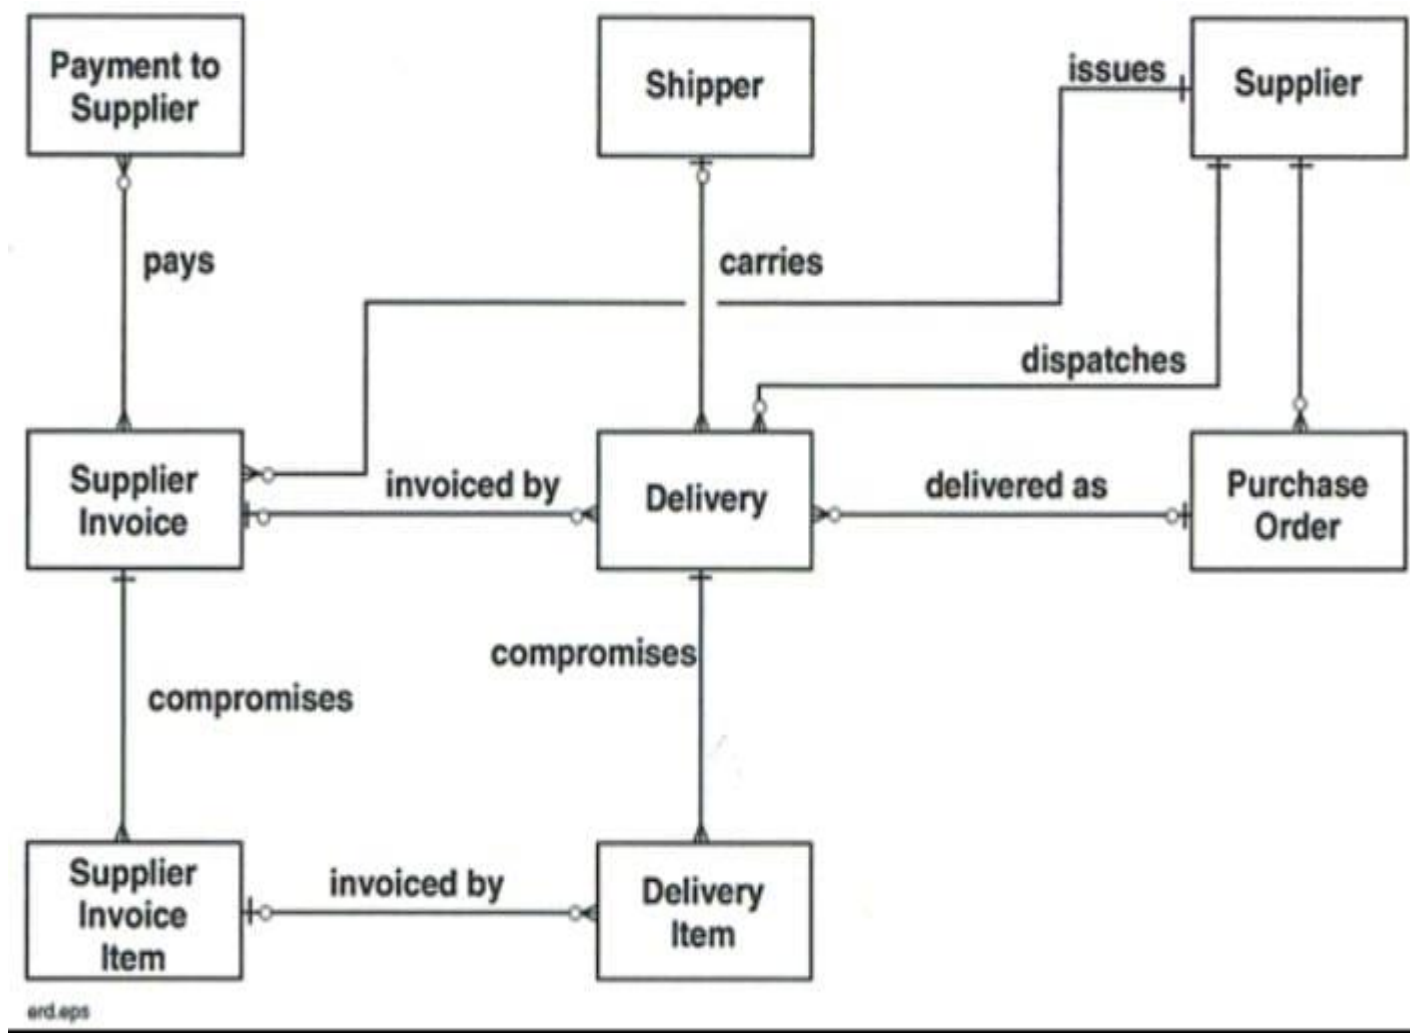 Payment to
Supplier
Shipper
issues
Supplier
pays
carries
dispatches
Supplier
Invoice
invoiced by
Delivery
delivered as
Purchase
Order
compromises
compromises
Supplier
Invoice
Item
invoiced by
Delivery
Item
erd.eps